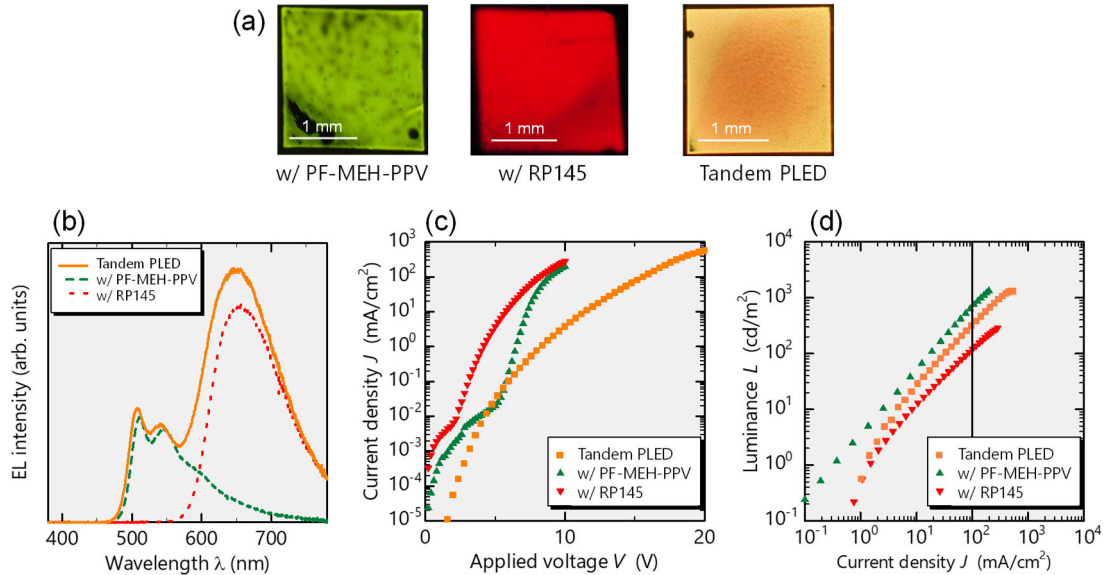 (a)
1 mm
1 mm
1 mm
w/ PF-MEH-PPV
w/ RP145
Tandem PLED
(b)
Tandem PLED
w/ PF-MEH-PPV
w/ RP145
EL intensity (arb. units)
400
500
600
700
Wavelength λ (nm)
(c)
10³
10²
10¹
10⁰
10⁻¹
10⁻²
10⁻³
10⁻⁴
10⁻⁵
Current density J (mA/cm²)
Tandem PLED
w/ PF-MEH-PPV
w/ RP145
0
5
10
15
20
Applied voltage V (V)
(d)
10⁴
10³
10²
10¹
10⁰
10⁻¹
Luminance L (cd/m²)
Tandem PLED
w/ PF-MEH-PPV
w/ RP145
10⁻¹
10⁰
10¹
10²
10³
10⁴
Current density J (mA/cm²)